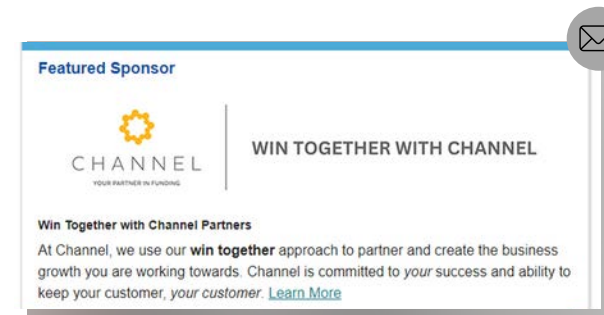 Featured Sponsor
CHANNEL
YOUR PARTNER IN FUNDING
WIN TOGETHER WITH CHANNEL
Win Together with Channel Partners
At Channel, we use our win together approach to partner and create the business
growth you are working towards. Channel is committed to your success and ability to
keep your customer, your customer. Learn More